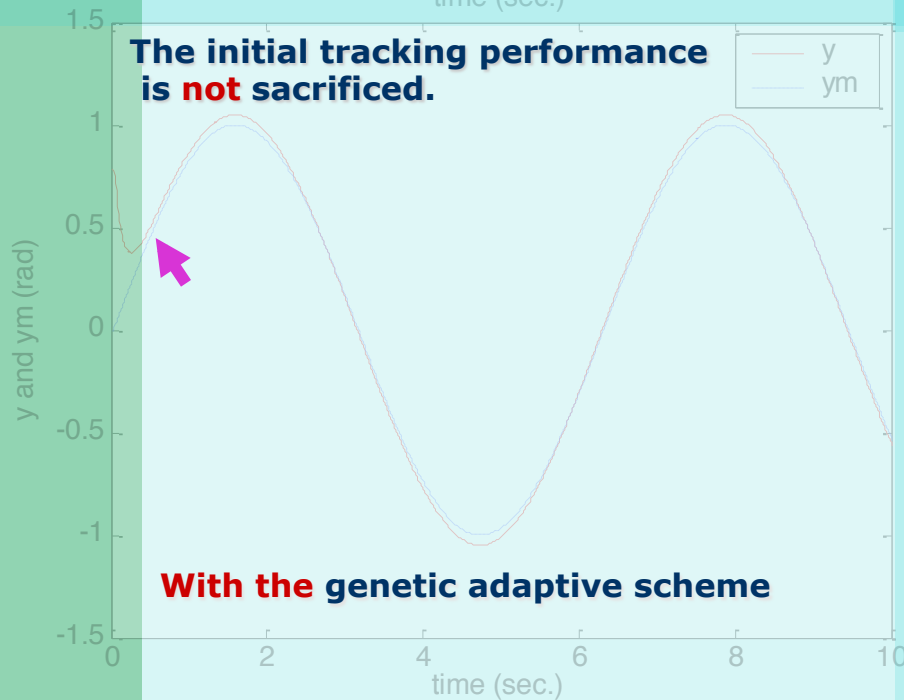 time (sec.)
1.5
The initial tracking performance
is not sacrificed.
y
ym
1
0.5
0
-0.5
-1
-1.5
y and ym (rad)
With the genetic adaptive scheme
0 2 4 6 8 10
time (sec.)